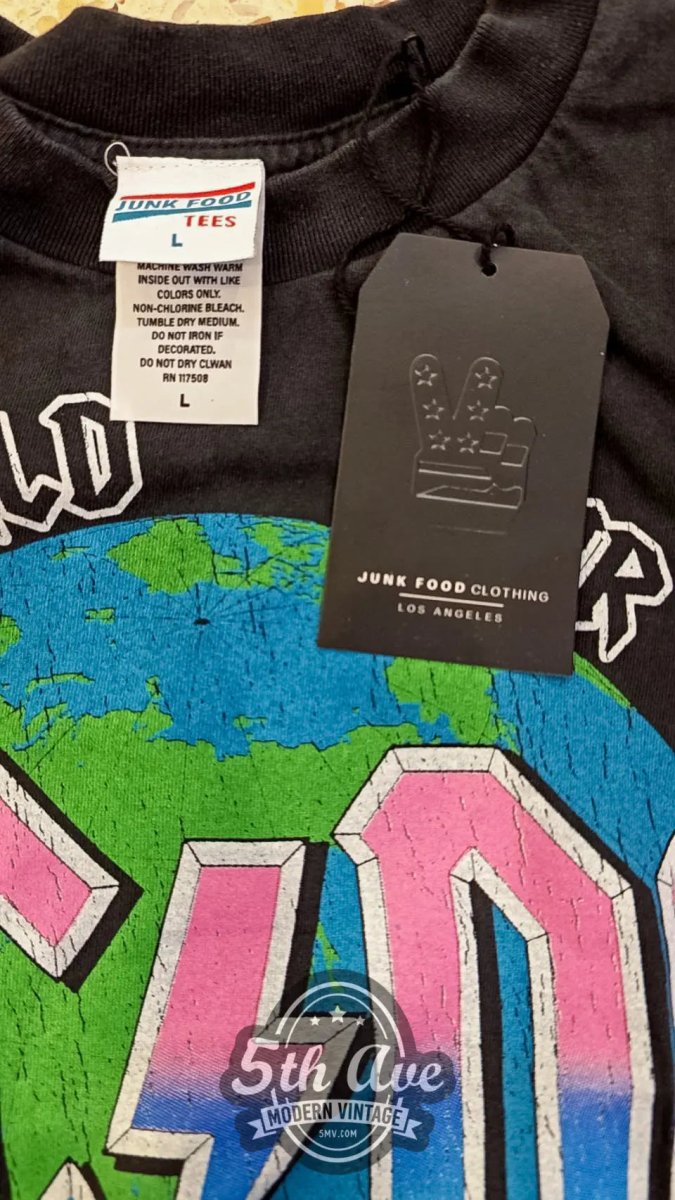 JUNK FOOD
TEES
L
MACHINE WASH WARM
INSIDE OUT WITH LIKE
COLORS ONLY.
NON-CHLORINE BLEACH.
TUMBLE DRY MEDIUM.
DO NOT IRON IF
DECORATED.
DO NOT DRY CLWAN
RN 117508
L
JUNK FOOD CLOTHING
LOS ANGELES
5th Ave
MODERN VINTAGE
5MV.COM